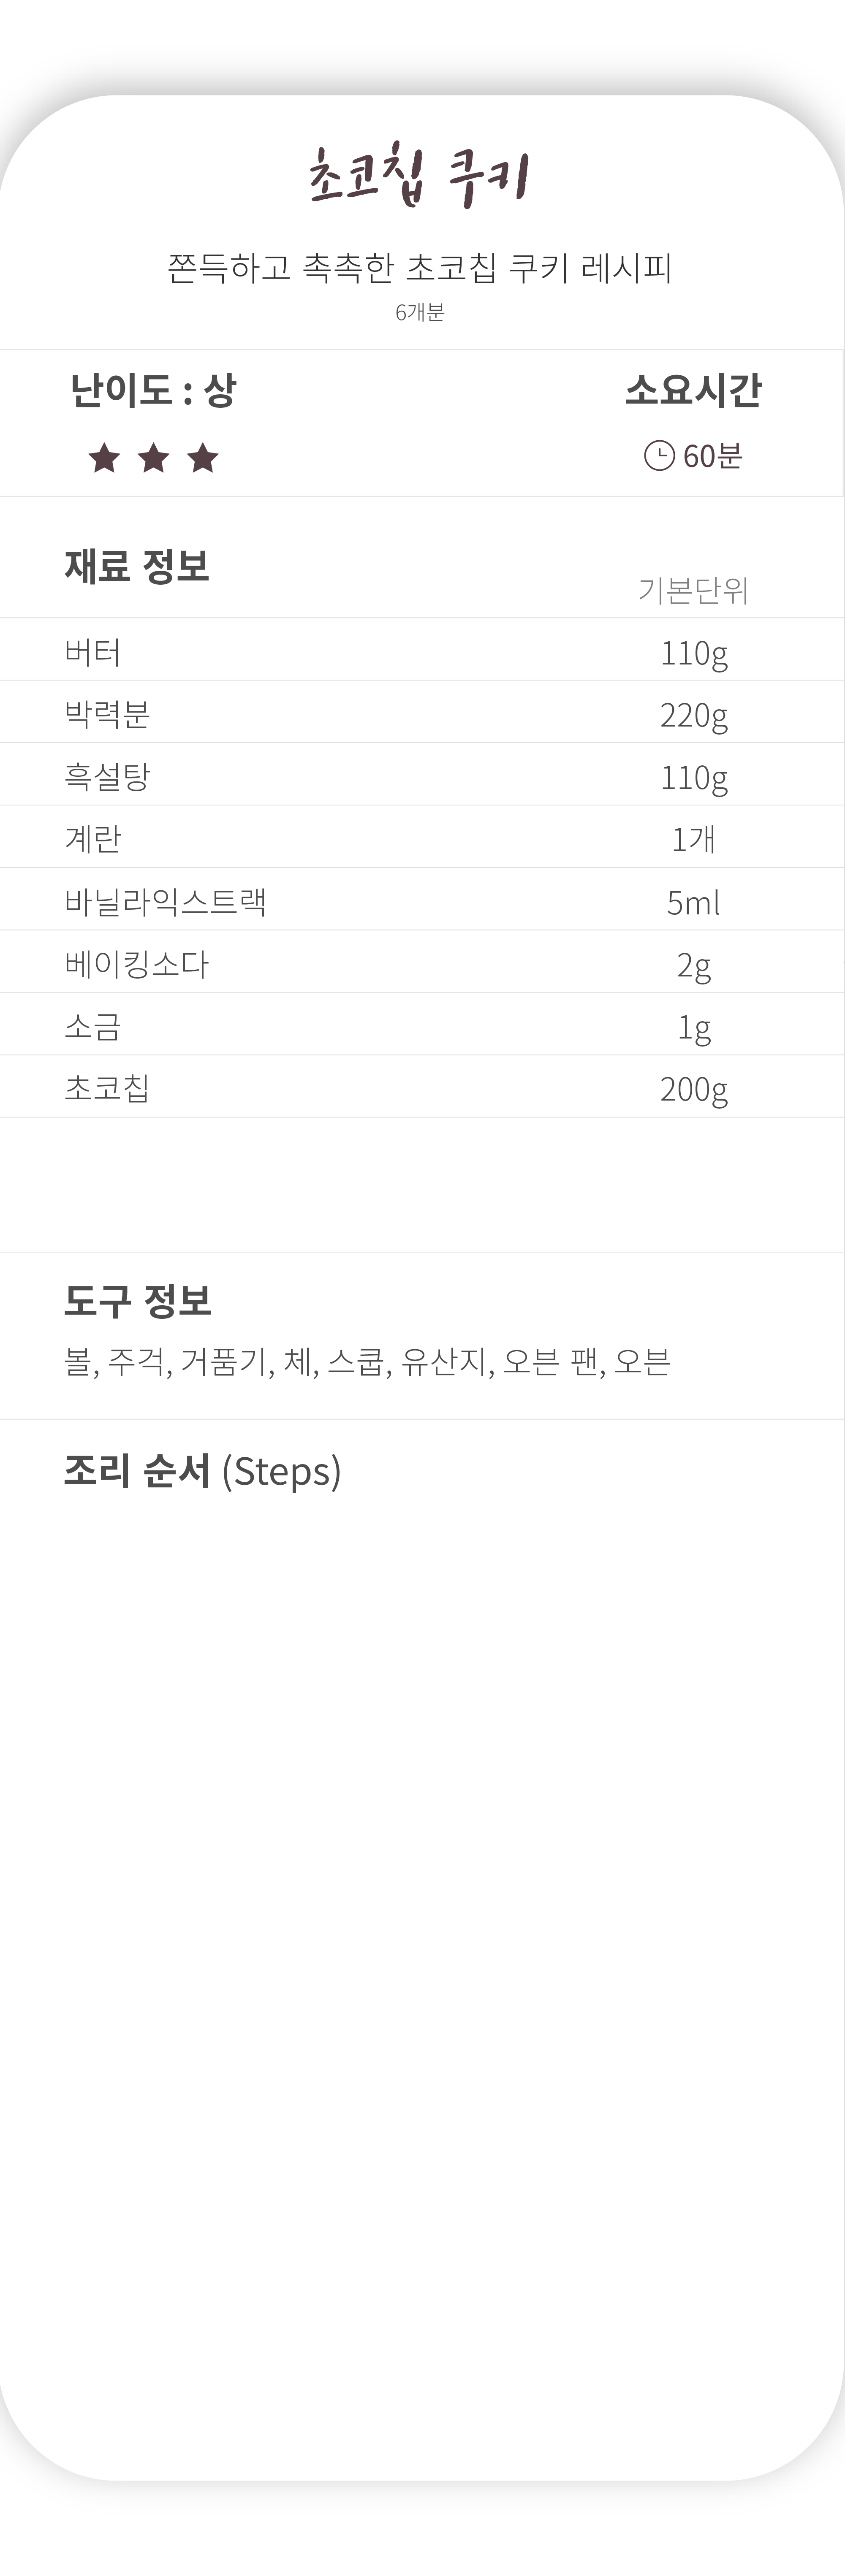 초코칩 쿠키
쫀득하고 촉촉한 초코칩 쿠키 레시피
6개분
난이도 : 상
소요시간
60분
재료 정보
기본단위
버터 110g
박력분 220g
흑설탕 110g
계란 1개
바닐라익스트랙 5ml
베이킹소다 2g
소금 1g
초코칩 200g
도구 정보
볼, 주걱, 거품기, 체, 스쿱, 유산지, 오븐 팬, 오븐
조리 순서 (Steps)